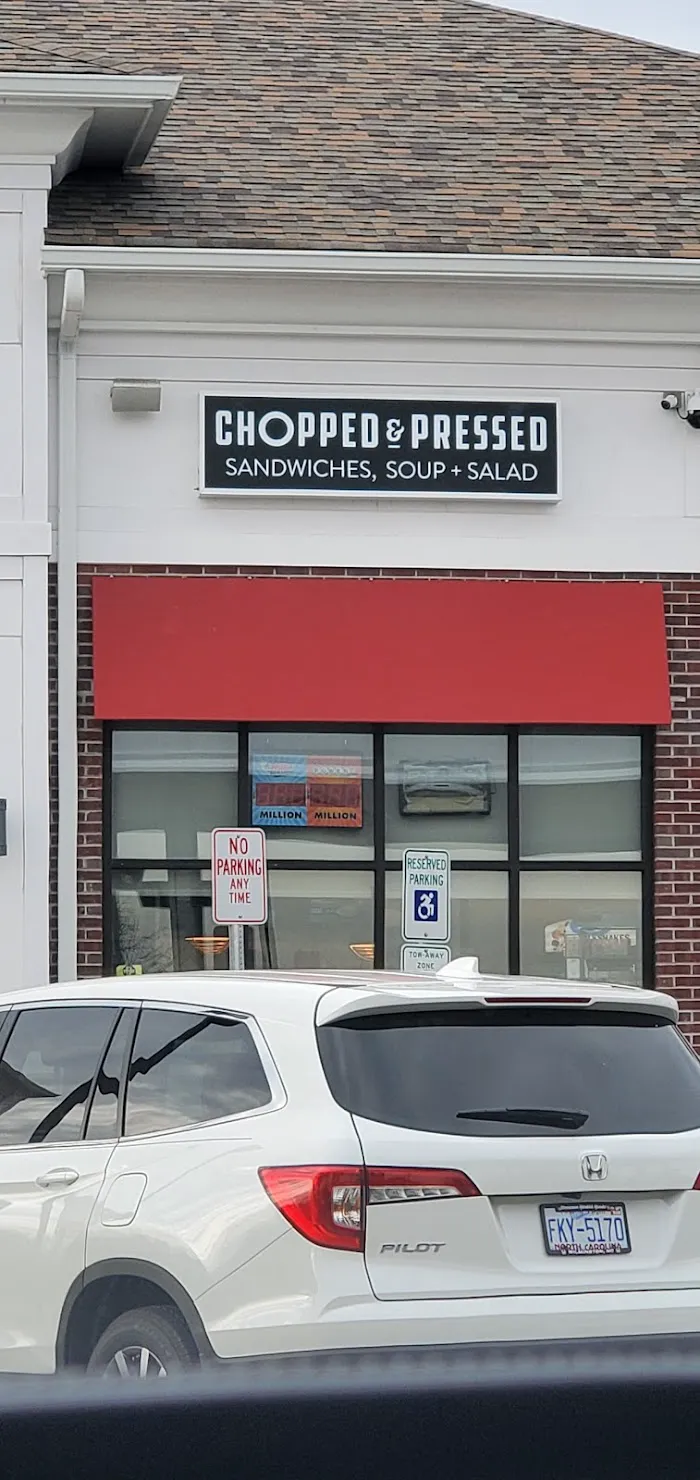 CHOPPED & PRESSED
SANDWICHES, SOUP + SALAD
MILLION
MILLION
NO
PARKING
ANY
TIME
RESERVED
PARKING
TOW-AWAY
ZONE
PILOT
FKY-5170
NORTH CAROLINA